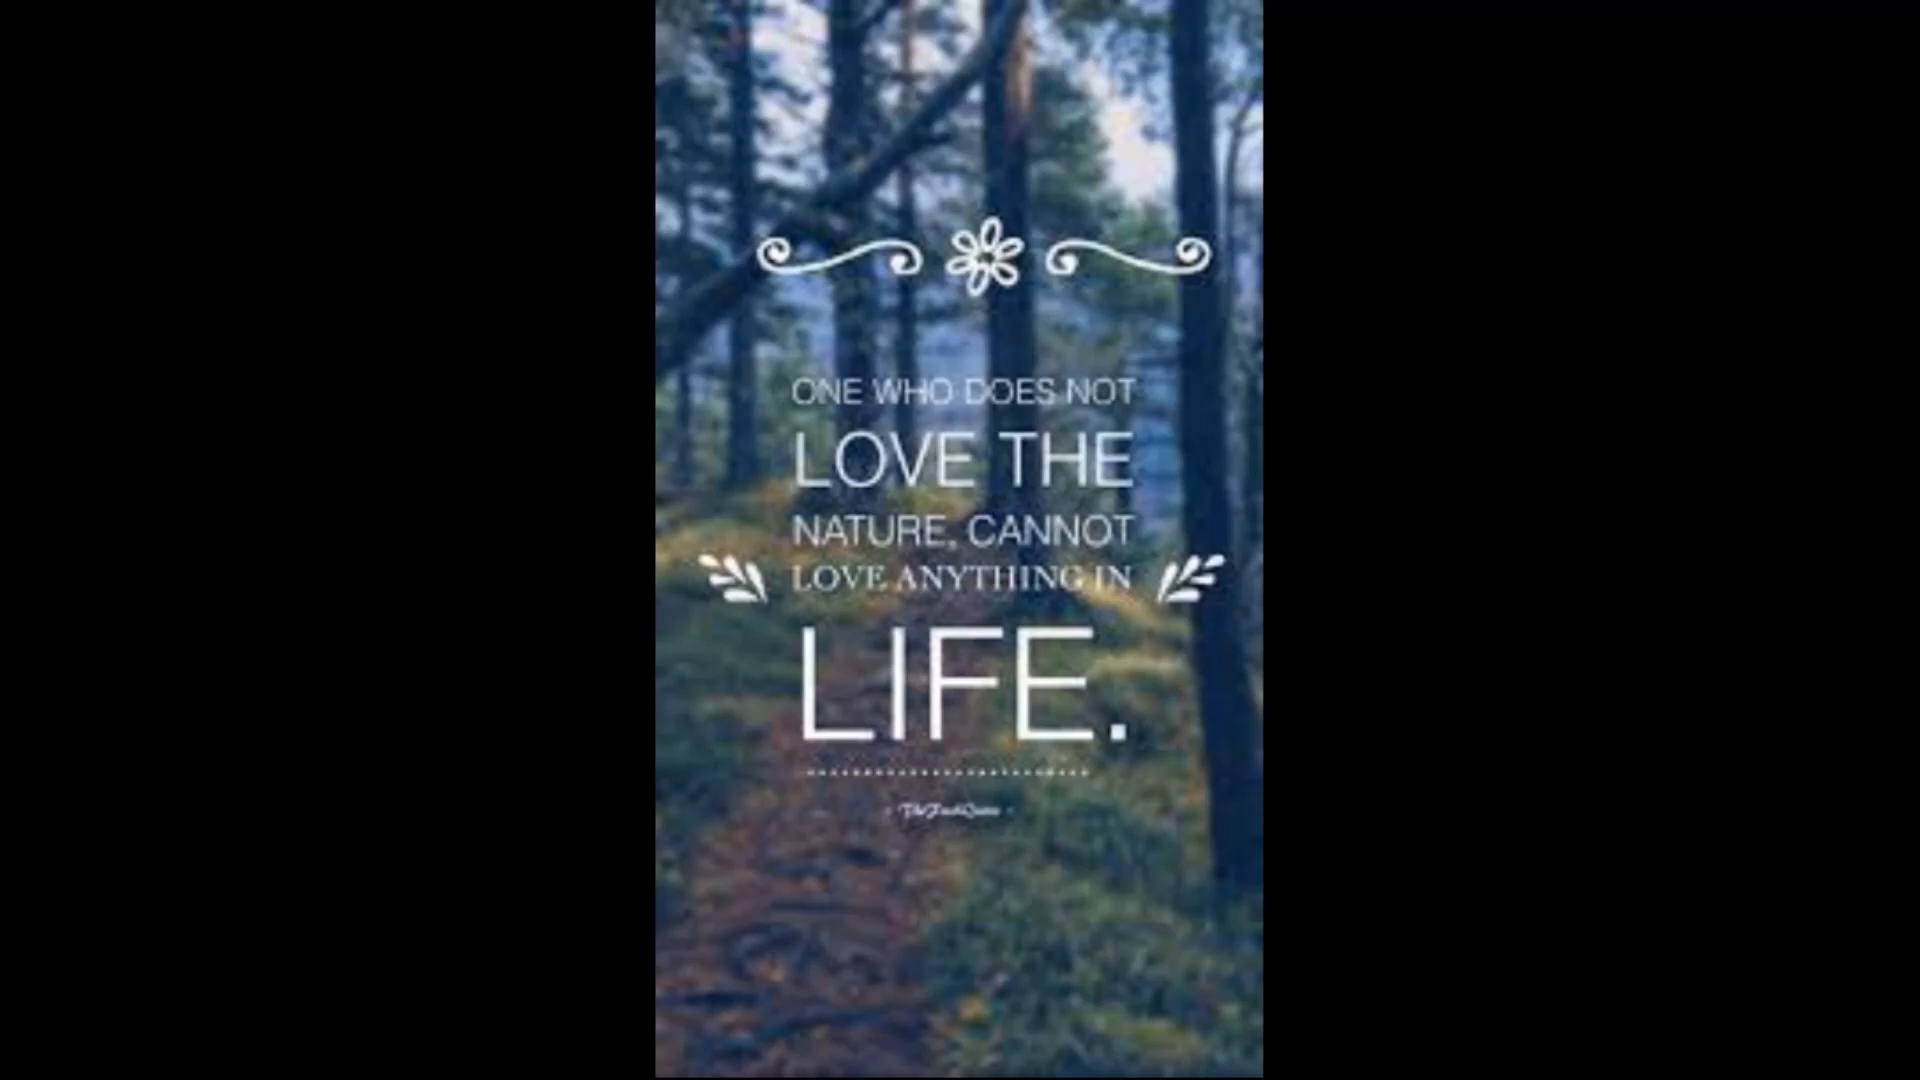 ONE WHO DOES NOT
LOVE THE
NATURE, CANNOT
LOVE ANYTHING IN
LIFE.